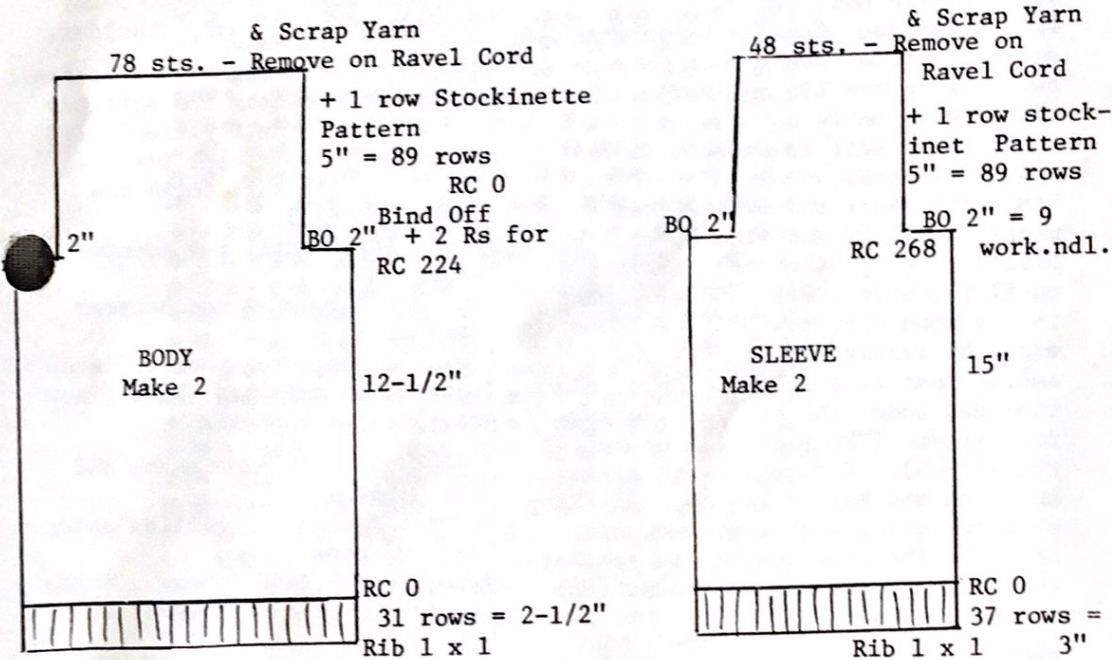 & Scrap Yarn
78 sts. - Remove on Ravel Cord
+ 1 row Stockinette
Pattern
5" = 89 rows
RC 0
Bind Off
2"
BO 2" + 2 Rs for
RC 224
BODY
Make 2
12-1/2"
RC 0
31 rows = 2-1/2"
Rib 1 x 1
& Scrap Yarn
48 sts. - Remove on
Ravel Cord
+ 1 row stock-
inet Pattern
5" = 89 rows
BO 2"
BO 2" = 9
RC 268 work.ndl.
SLEEVE
Make 2
15"
RC 0
37 rows =
Rib 1 x 1 3"